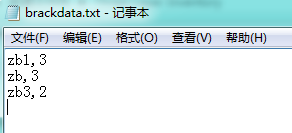 brackdata.txt - 记事本
文件(F) 编辑(E) 格式(O) 查看(V) 帮助(H)
zb1,3
zb,3
zb3,2